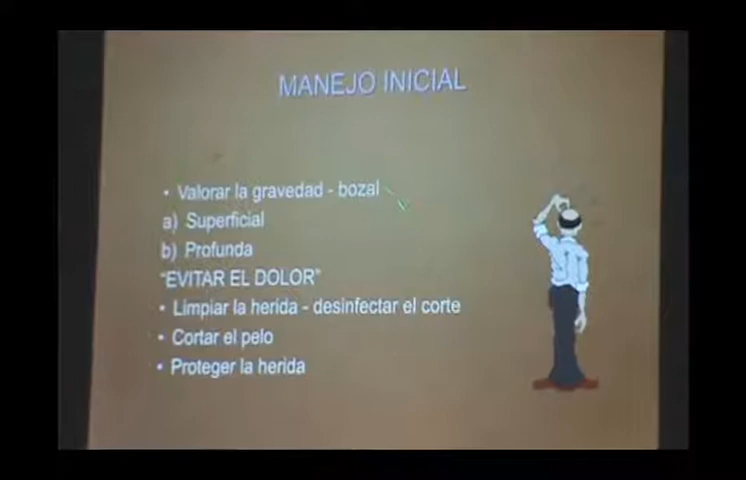 MANEJO INICIAL
• Valorar la gravedad - bozal
a) Superficial
b) Profunda
"EVITAR EL DOLOR"
• Limpiar la herida - desinfectar el corte
• Cortar el pelo
• Proteger la herida